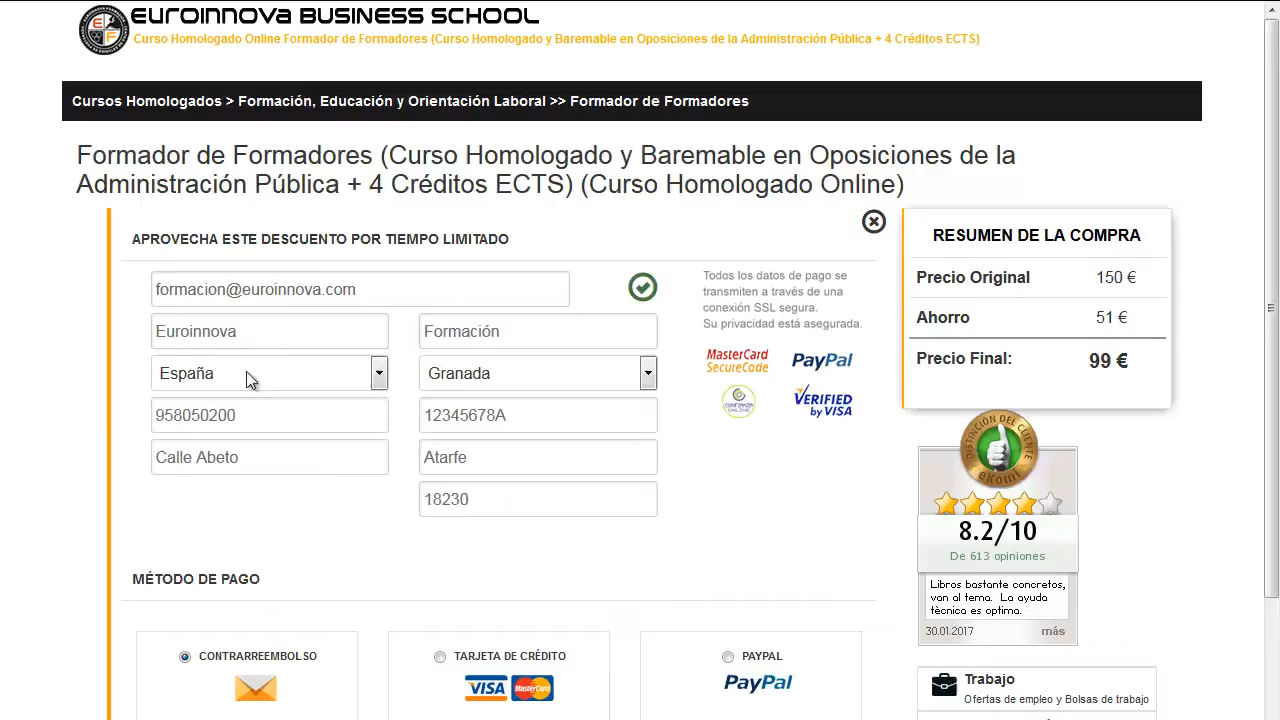 EUROINNOVA BUSINESS SCHOOL
Curso Homologado Online Formador de Formadores (Curso Homologado y Baremable en Oposiciones de la Administración Pública + 4 Créditos ECTS)
Cursos Homologados > Formación, Educación y Orientación Laboral >> Formador de Formadores
Formador de Formadores (Curso Homologado y Baremable en Oposiciones de la
Administración Pública + 4 Créditos ECTS) (Curso Homologado Online)
APROVECHA ESTE DESCUENTO POR TIEMPO LIMITADO
formacion@euroinnova.com
Euroinnova
Formación
España
Granada
958050200
12345678A
Calle Abeto
Atarfe
18230
Todos los datos de pago se
transmiten a través de una
conexión SSL segura.
Su privacidad está asegurada.
MasterCard
SecureCode
PayPal
CONFIANZA
ONLINE
VERIFIED
by VISA
MÉTODO DE PAGO
CONTRARREEMBOLSO
TARJETA DE CRÉDITO
VISA
MasterCard
PAYPAL
PayPal
RESUMEN DE LA COMPRA
Precio Original 150 €
Ahorro 51 €
Precio Final: 99 €
DISTINCIÓN DEL CLIENTE
eKomi
8.2/10
De 613 opiniones
Libros bastante concretos,
van al tema. La ayuda
tècnica es optima.
30.01.2017 más
Trabajo
Ofertas de empleo y Bolsas de trabajo